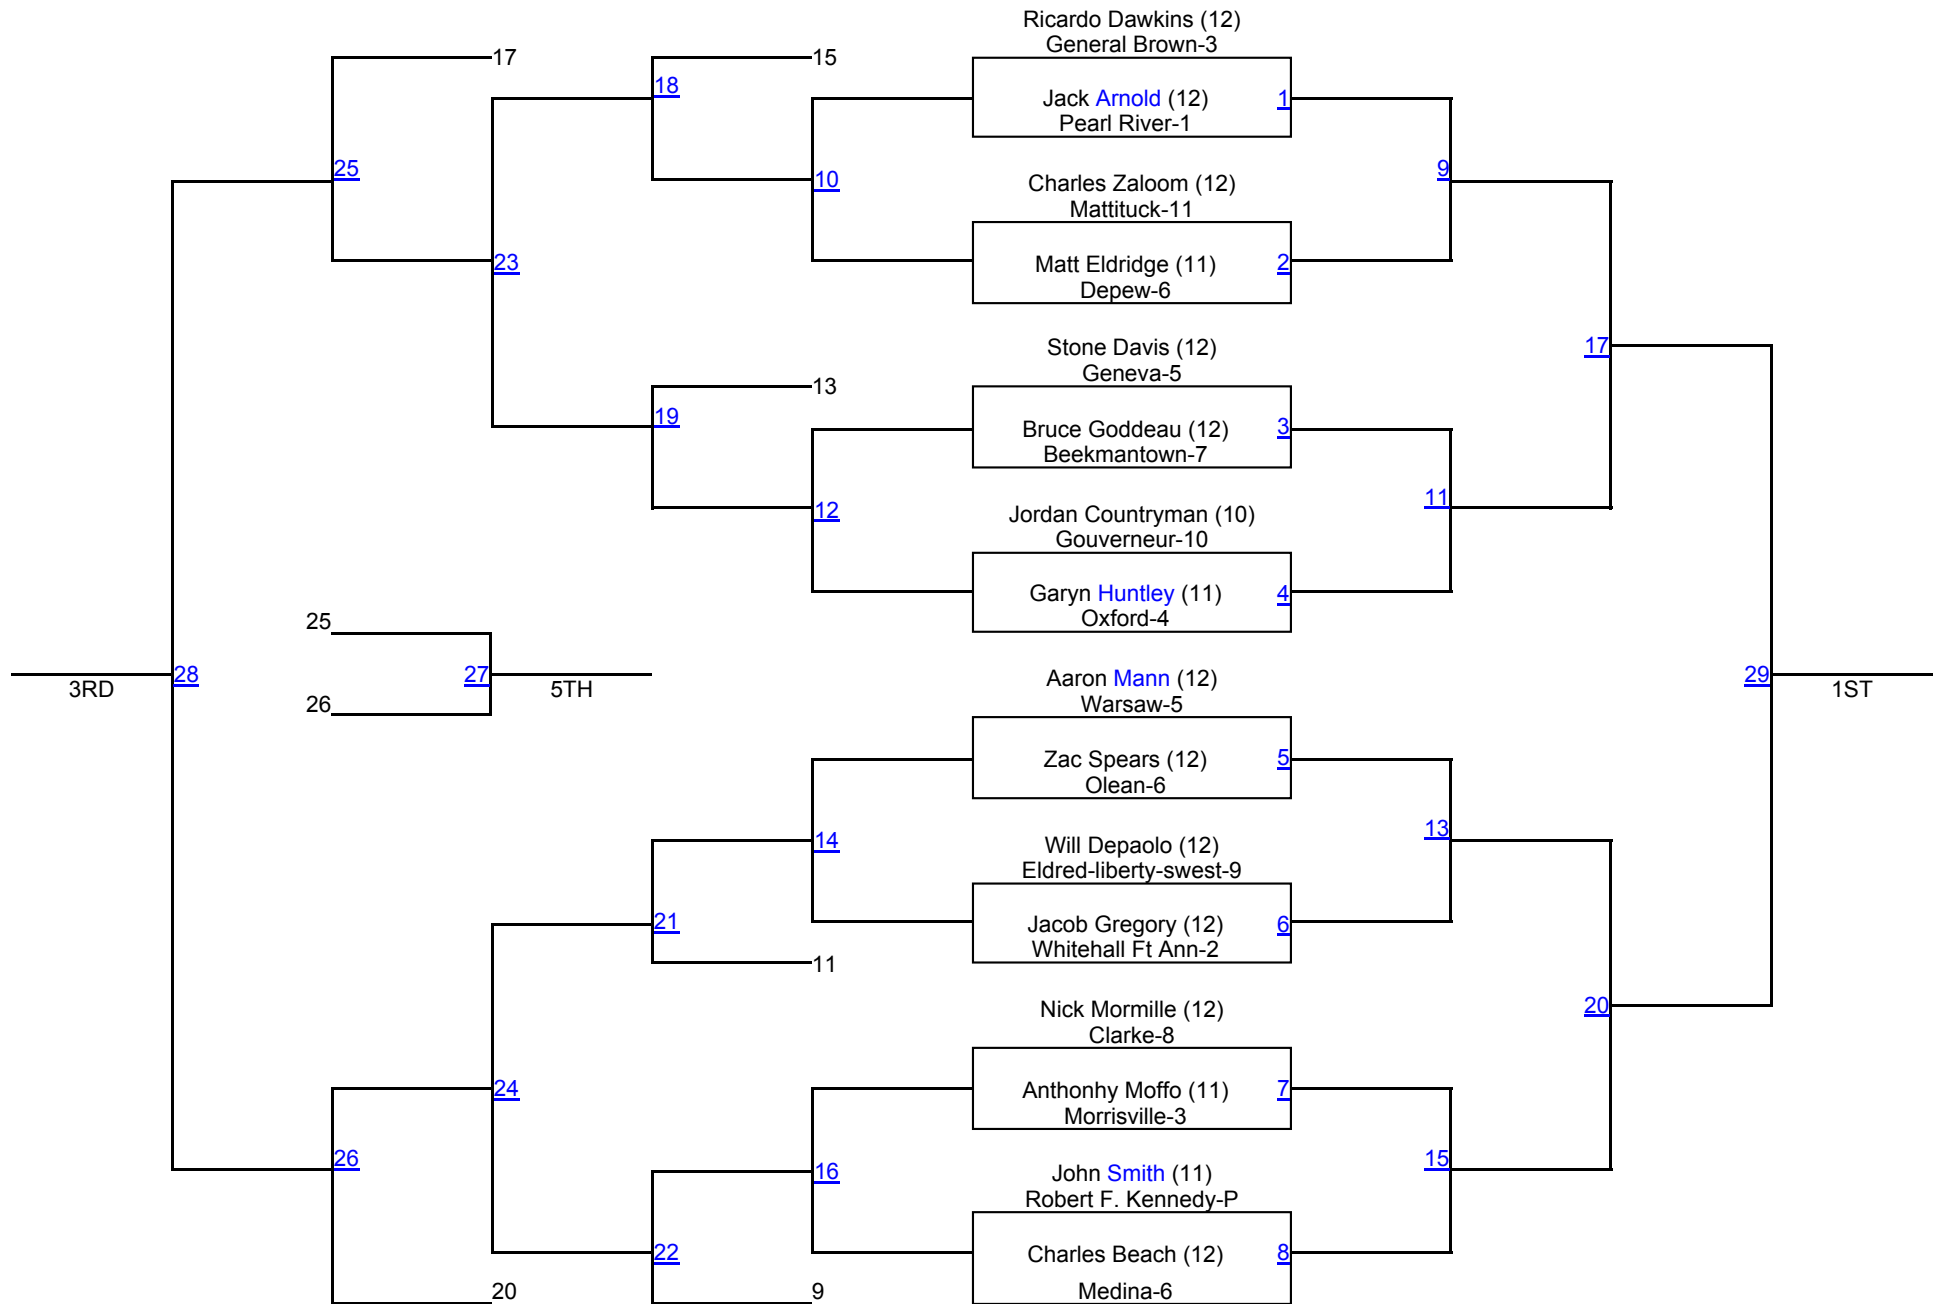 Ricardo Dawkins (12)
General Brown-3
17
15
18
Jack Arnold (12)
1
Pearl River-1
25
10
9
Charles Zaloom (12)
Mattituck-11
23
Matt Eldridge (11)
2
Depew-6
Stone Davis (12)
17
Geneva-5
13
19
Bruce Goddeau (12)
3
Beekmantown-7
12
11
Jordan Countryman (10)
Gouverneur-10
Garyn Huntley (11)
4
Oxford-4
25
3RD
28
27
5TH
26
Aaron Mann (12)
Warsaw-5
29
1ST
Zac Spears (12)
5
Olean-6
14
13
Will Depaolo (12)
Eldred-liberty-swest-9
21
Jacob Gregory (12)
6
Whitehall Ft Ann-2
11
Nick Mormille (12)
20
Clarke-8
24
Anthonhy Moffo (11)
7
Morrisville-3
26
16
15
John Smith (11)
Robert F. Kennedy-P
22
Charles Beach (12)
8
20
9
Medina-6